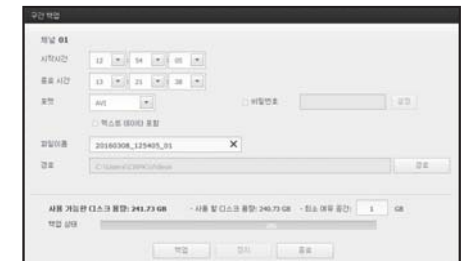 구간 백업
채널 01
시작시간 12 : 54 : 05
종료 시간 13 : 21 : 28
포맷 AVI 비밀번호 설정
텍스트 데이터 포함
파일이름 20160308_125405_01 X
경로 경로
사용 가능한 디스크 용량: 241.73 GB - 사용 할 디스크 용량: 240.73 GB - 최소 여유 공간: 1 GB
백업 상태
백업 정지 종료